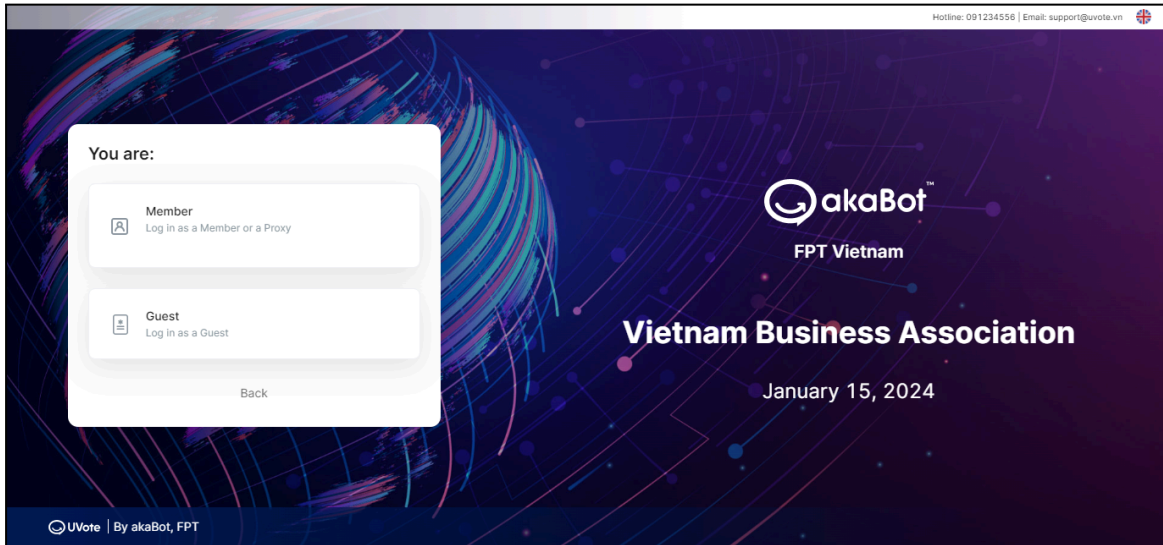 Hotline: 091234556 | Email: support@uvote.vn
You are:
Member
Log in as a Member or a Proxy
Guest
Log in as a Guest
Back
akaBot™
FPT Vietnam
Vietnam Business Association
January 15, 2024
UVote | By akaBot, FPT